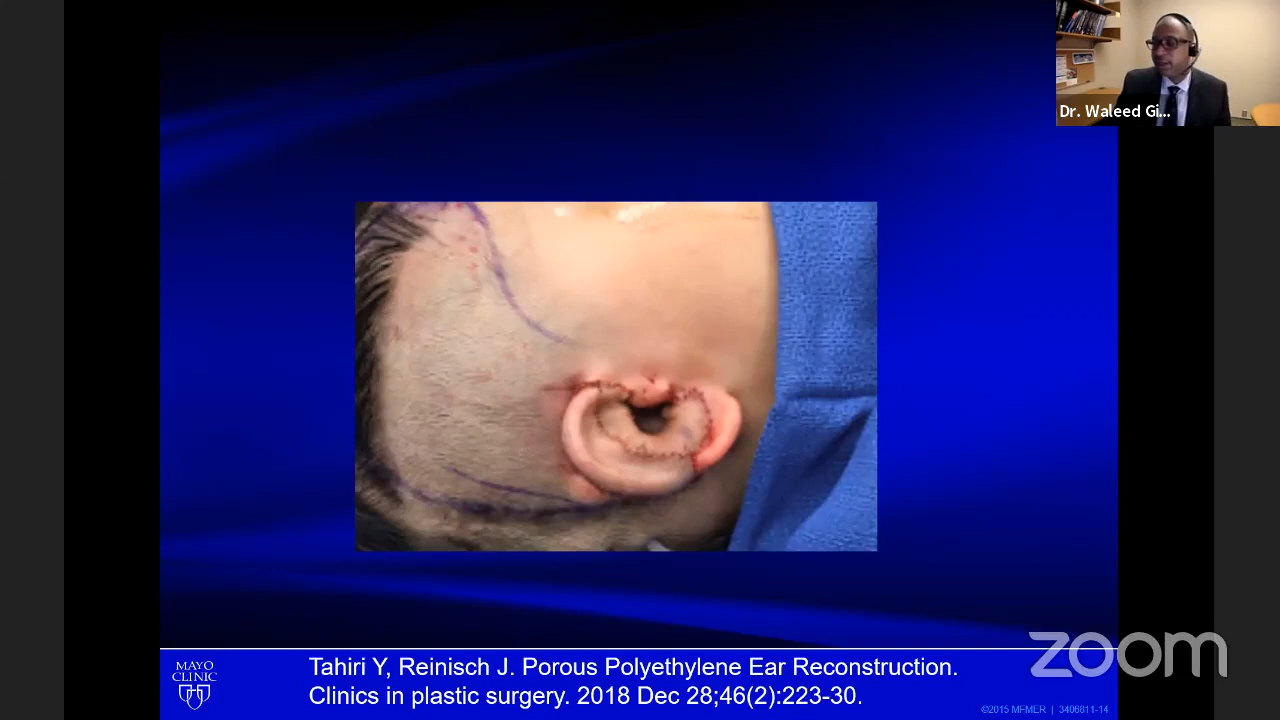 Dr. Waleed Gi...
MAYO
CLINIC
Tahiri Y, Reinisch J. Porous Polyethylene Ear Reconstruction.
Clinics in plastic surgery. 2018 Dec 28;46(2):223-30.
zoom
©2015 MFMER | 3406811-14